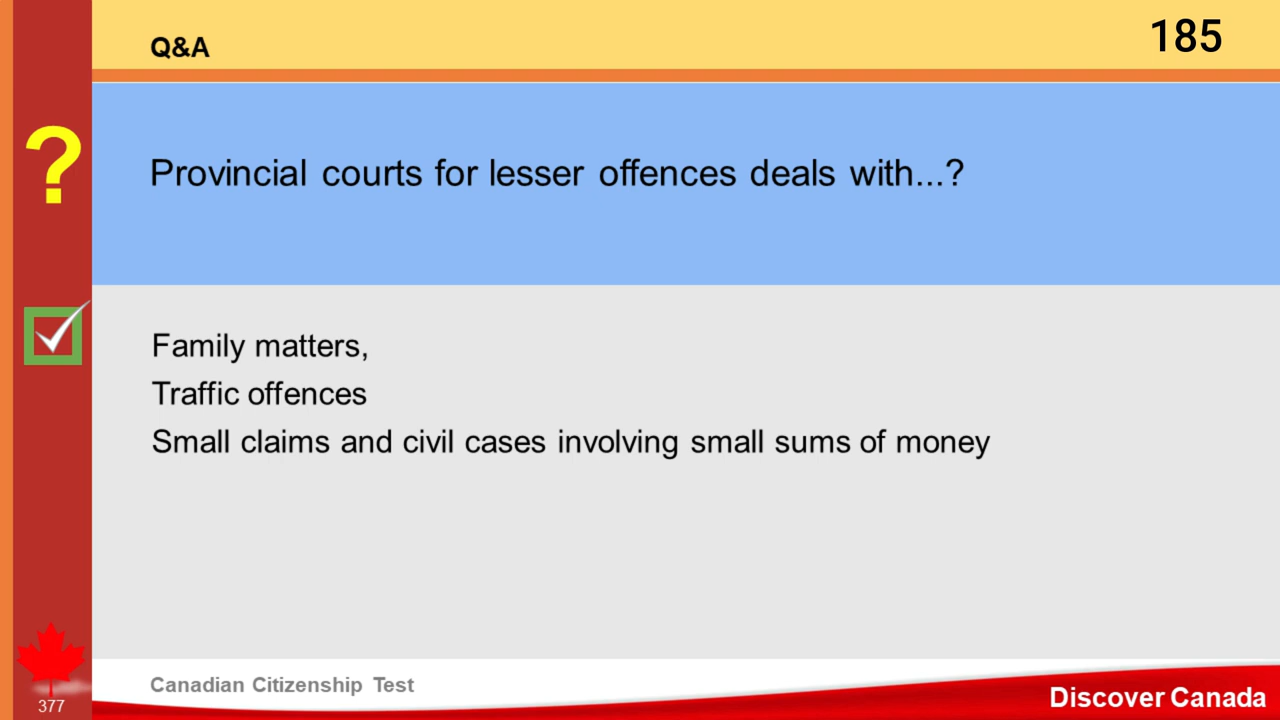 Q&A
185
?
Provincial courts for lesser offences deals with...?
Family matters,
Traffic offences
Small claims and civil cases involving small sums of money
Canadian Citizenship Test
377
Discover Canada